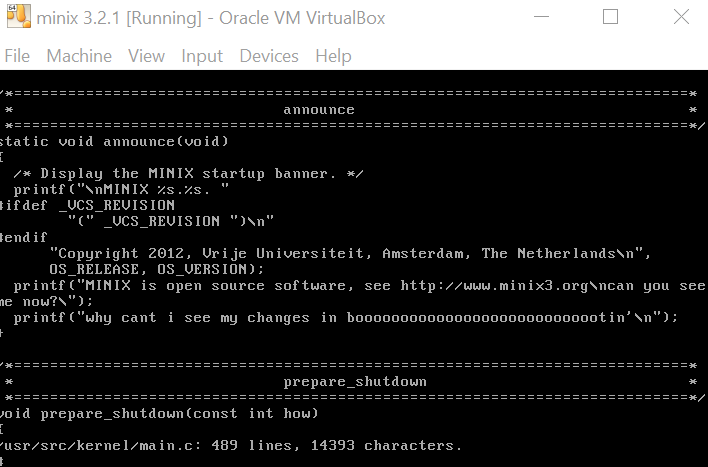 minix 3.2.1 [Running] - Oracle VM VirtualBox
File Machine View Input Devices Help
/*===========================================================================*
 *                              announce                                     *
 *===========================================================================*/
static void announce(void)
{
  /* Display the MINIX startup banner. */
  printf("\nMINIX %s.%s. "
#ifdef _VCS_REVISION
        "(" _VCS_REVISION ")\n"
#endif
      "Copyright 2012, Vrije Universiteit, Amsterdam, The Netherlands\n",
      OS_RELEASE, OS_VERSION);
  printf("MINIX is open source software, see http://www.minix3.org\ncan you see
me now?\");
  printf("why cant i see my changes in boooooooooooooooooooooooooootin'\n");
}
/*===========================================================================*
 *                              prepare_shutdown                             *
 *===========================================================================*/
void prepare_shutdown(const int how)
{
/usr/src/kernel/main.c: 489 lines, 14393 characters.
#